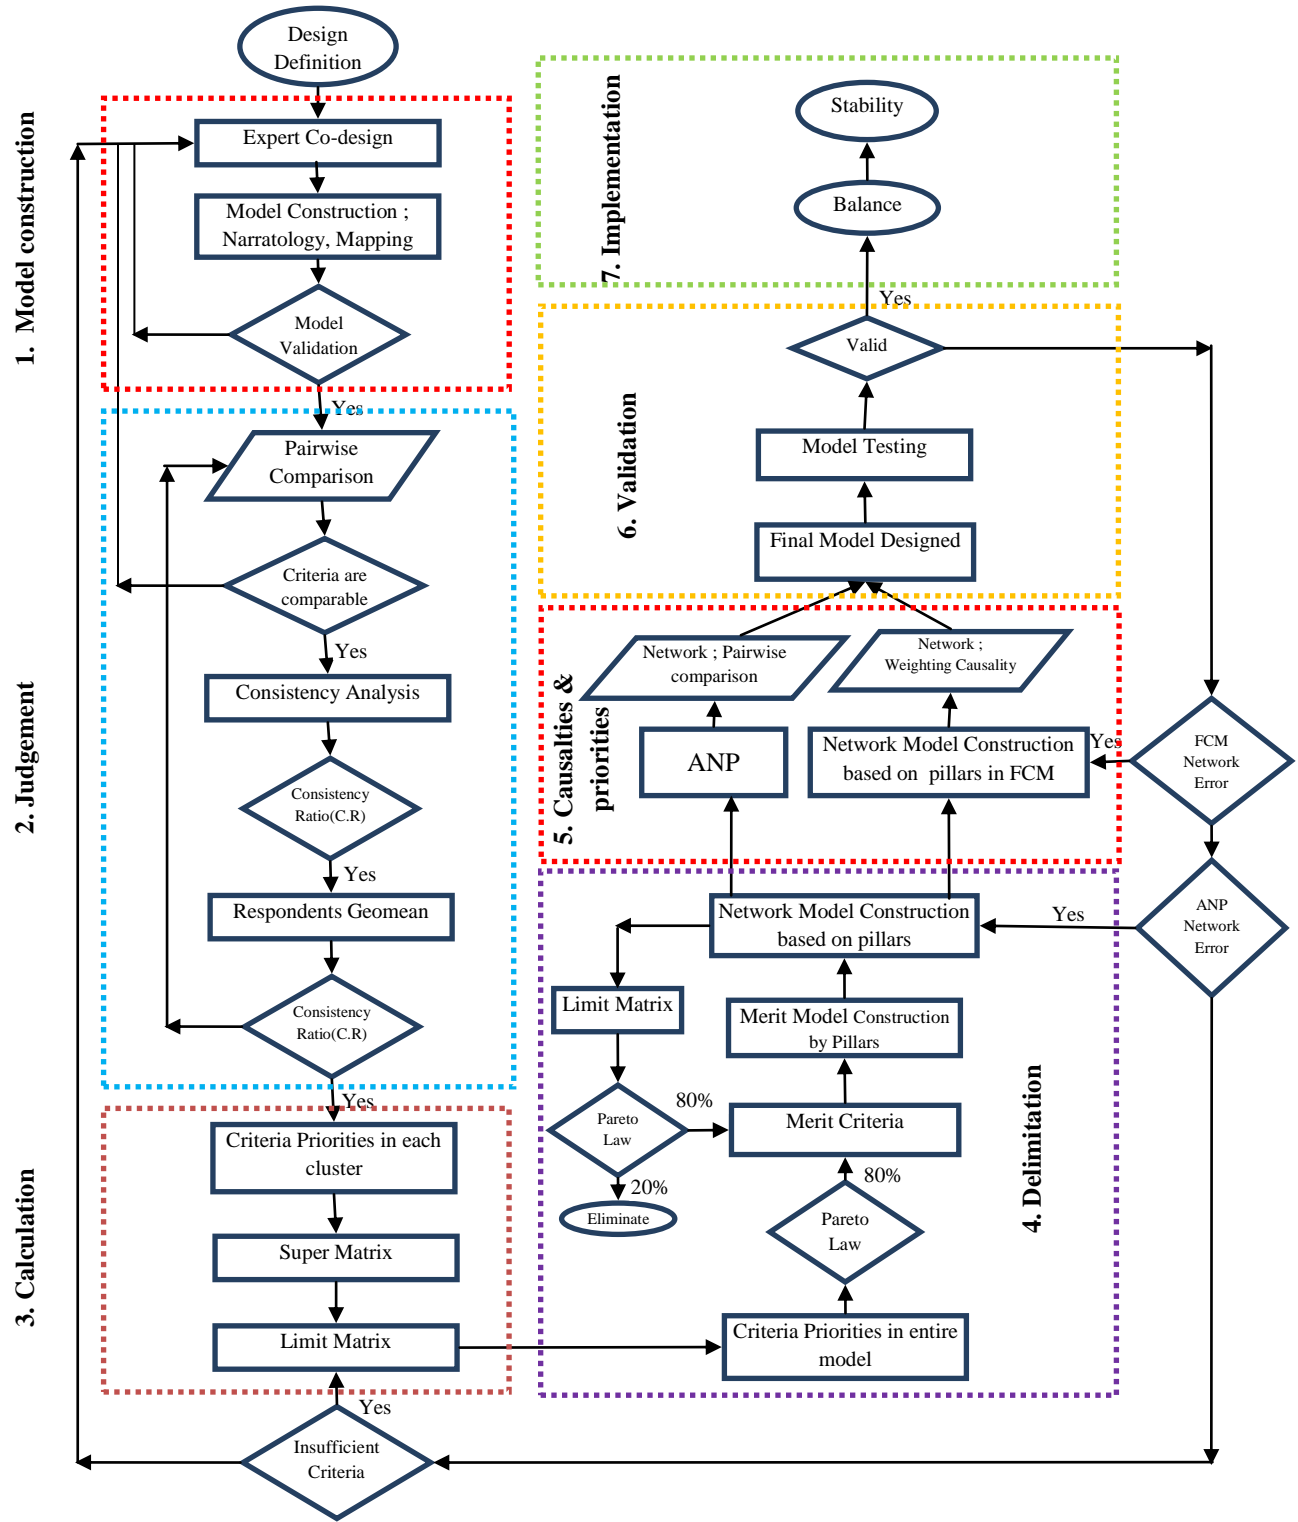 Design
Definition
1. Model construction
Expert Co-design
Model Construction ;
Narratology, Mapping
Model
Validation
Yes
2. Judgement
Pairwise
Comparison
Criteria are
comparable
Yes
Consistency Analysis
Consistency
Ratio(C.R)
Yes
Respondents Geomean
Consistency
Ratio(C.R)
Yes
3. Calculation
Criteria Priorities in each
cluster
Super Matrix
Limit Matrix
Yes
Insufficient
Criteria
7. Implementation
Stability
Balance
Yes
6. Validation
Valid
Model Testing
Final Model Designed
5. Causalties &
priorities
Network ; Pairwise
comparison
Network ;
Weighting Causality
ANP
Network Model Construction
based on pillars in FCM
Yes
FCM
Network
Error
ANP
Network
Error
Yes
4. Delimitation
Network Model Construction
based on pillars
Limit Matrix
Merit Model Construction
by Pillars
Pareto
Law
80%
Merit Criteria
20%
Eliminate
80%
Pareto
Law
Criteria Priorities in entire
model